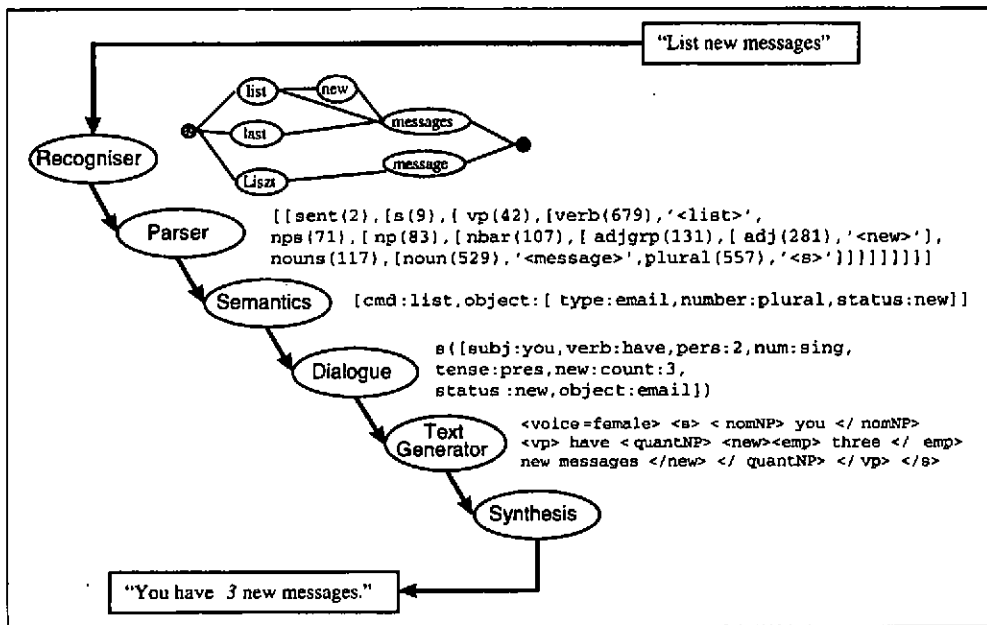 “List new messages”
list
new
last
messages
message
Liszt
Recogniser
[[sent(2),[s(9),[ vp(42),[verb(679),'<list>',
Parser
nps(71),[ np(83),[nbar(107),[ adjgrp(131),[ adj(281),'<new>'],
nouns(117),[noun(529),'<message>',plural(557),'<s>']]]]]]]]]
Semantics
[cmd:list,object:[ type:email,number:plural,status:new]]
s([subj:you,verb:have,pers:2,num:sing,
Dialogue
tense:pres,new:count:3,
status :new,object:email])
Text
Generator
<voice=female> <s> < nomNP> you </ nomNP>
<vp> have < quantNP> <new><emp> three </ emp>
new messages </new> </ quantNP> </ vp> </s>
Synthesis
“You have 3 new messages.”